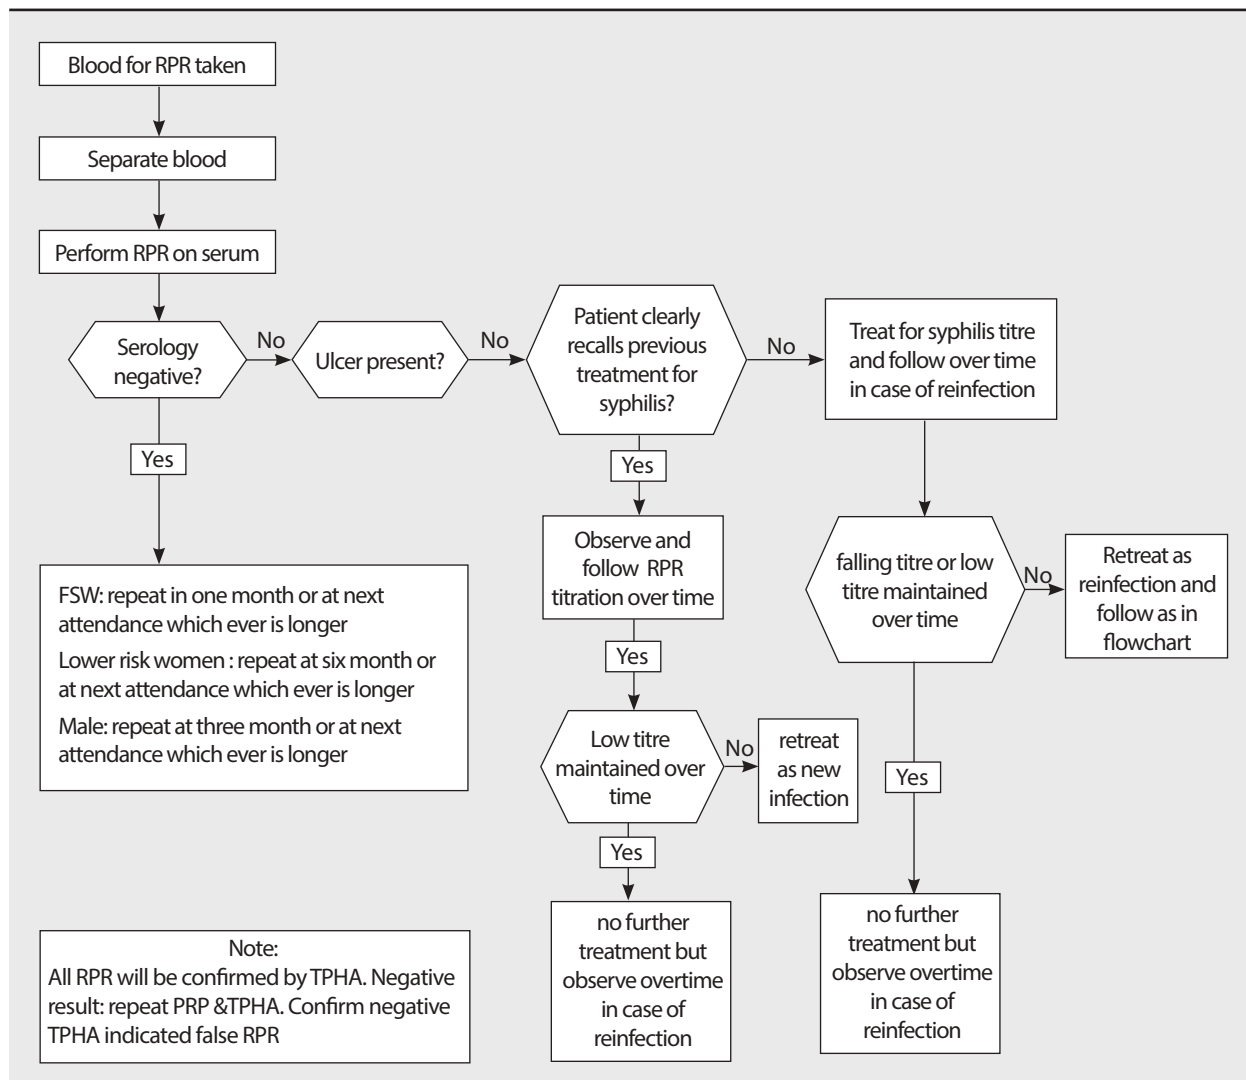 Blood for RPR taken
Separate blood
Perform RPR on serum
Serology
negative?
No
Ulcer present?
No
Patient clearly
recalls previous
treatment for
syphilis?
No
Treat for syphilis titre
and follow over time
in case of reinfection
Yes
FSW: repeat in one month or at next
attendance which ever is longer
Lower risk women : repeat at six month or
at next attendance which ever is longer
Male: repeat at three month or at next
attendance which ever is longer
Yes
Observe and
follow RPR
titration over time
Yes
Low titre
maintained over
time
No
retreat
as new
infection
Yes
no further
treatment but
observe overtime
in case of
reinfection
falling titre or low
titre maintained
over time
No
Retreat as
reinfection and
follow as in
flowchart
Yes
no further
treatment but
observe overtime
in case of
reinfection
Note:
All RPR will be confirmed by TPHA. Negative
result: repeat PRP &TPHA. Confirm negative
TPHA indicated false RPR